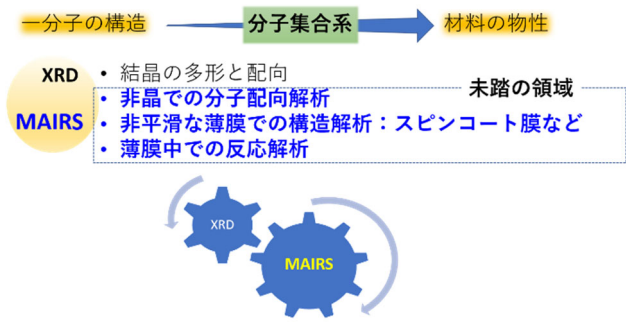 一分子の構造 分子集合系 材料の物性
XRD
• 結晶の多形と配向
未踏の領域
MAIRS
• 非晶での分子配向解析
• 非平滑な薄膜での構造解析：スピンコート膜など
• 薄膜中での反応解析
XRD
MAIRS